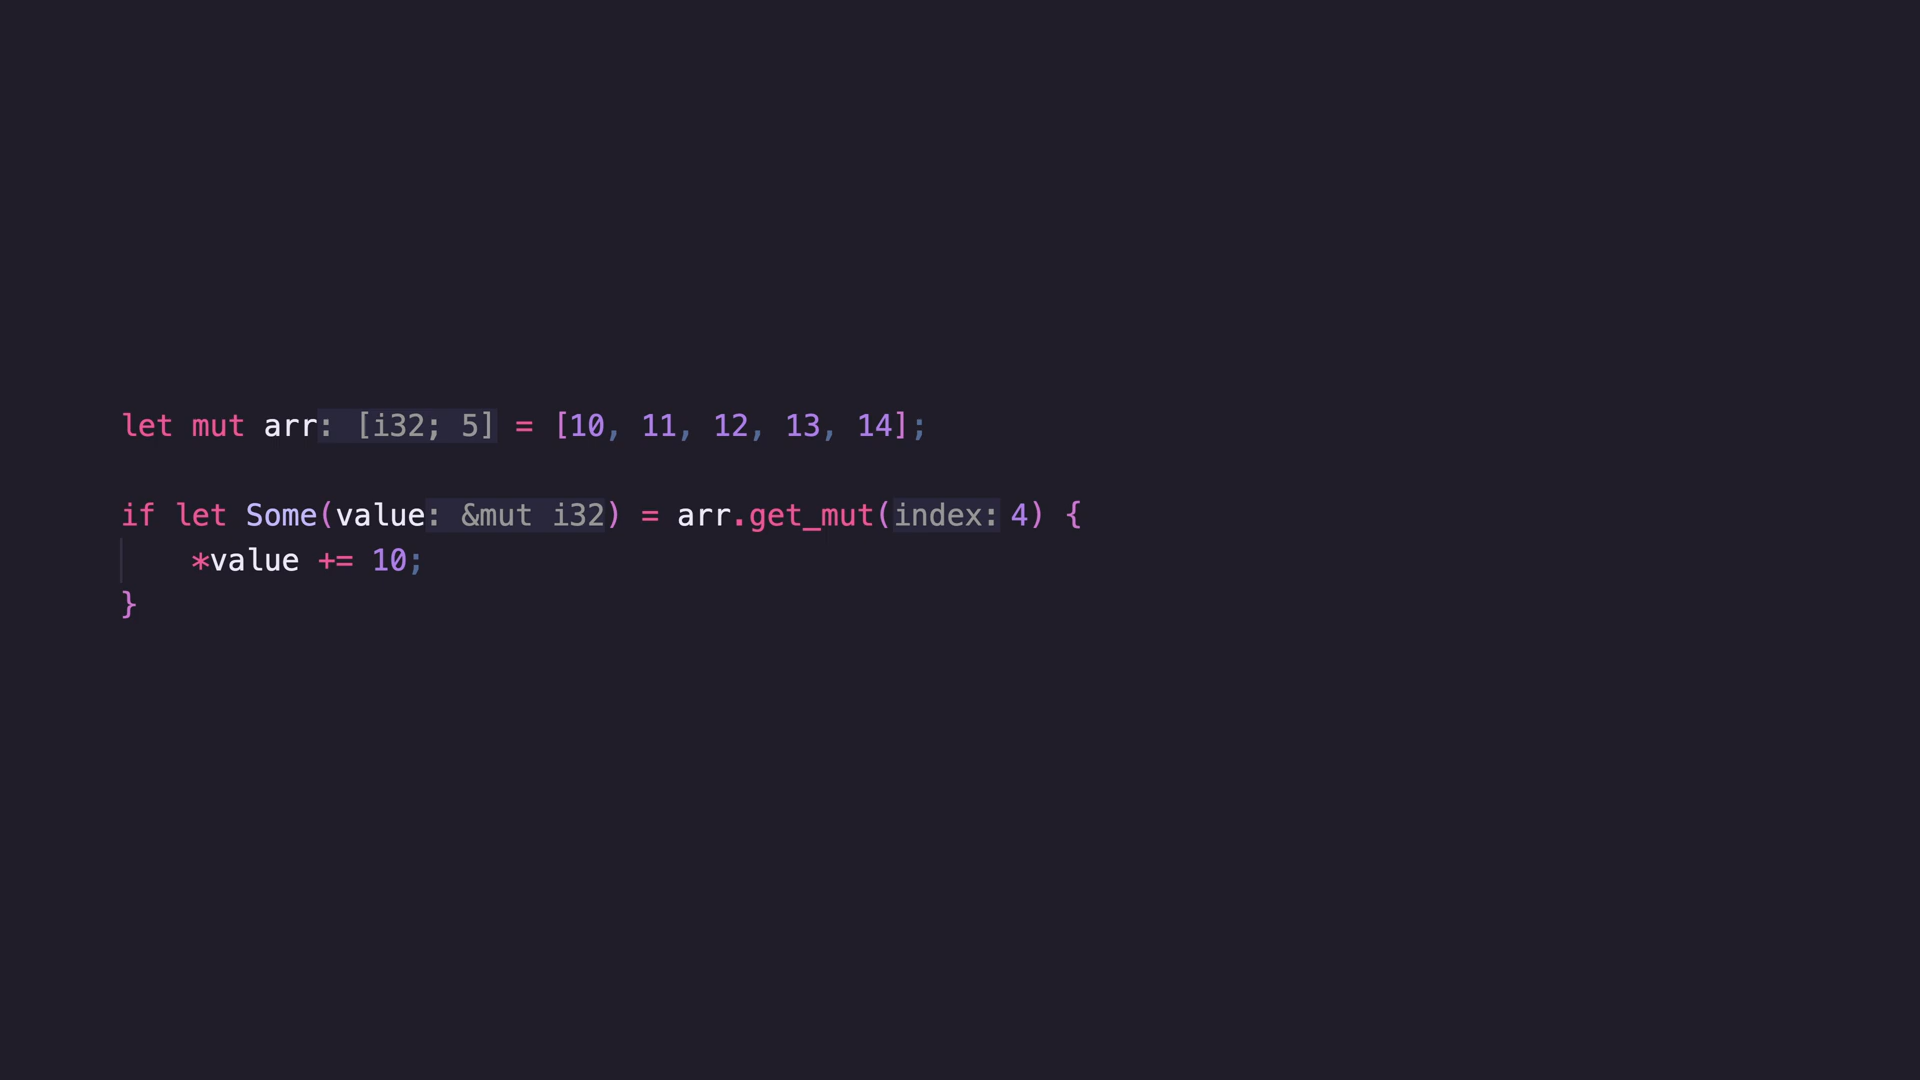 let mut arr: [i32; 5] = [10, 11, 12, 13, 14];
if let Some(value: &mut i32) = arr.get_mut(index: 4) {
*value += 10;
}